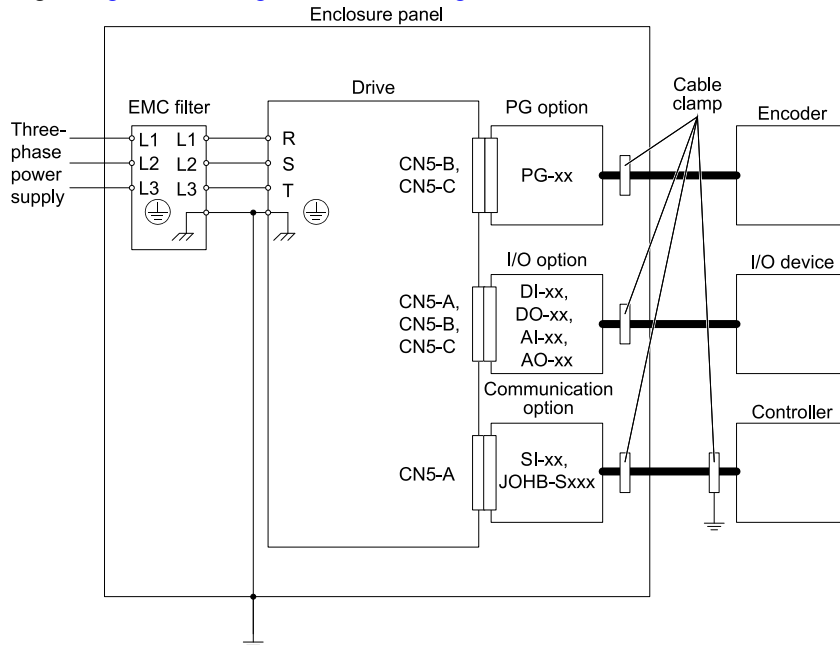 Enclosure panel
Drive
EMC filter
Three-
phase
power
supply
L1 L1
L2 L2
L3 L3
R
S
T
PG option
CN5-B,
CN5-C
PG-xx
Cable
clamp
Encoder
I/O option
CN5-A,
CN5-B,
CN5-C
DI-xx,
DO-xx,
AI-xx,
AO-xx
I/O device
Communication
option
CN5-A
SI-xx,
JOHB-Sxxx
Controller